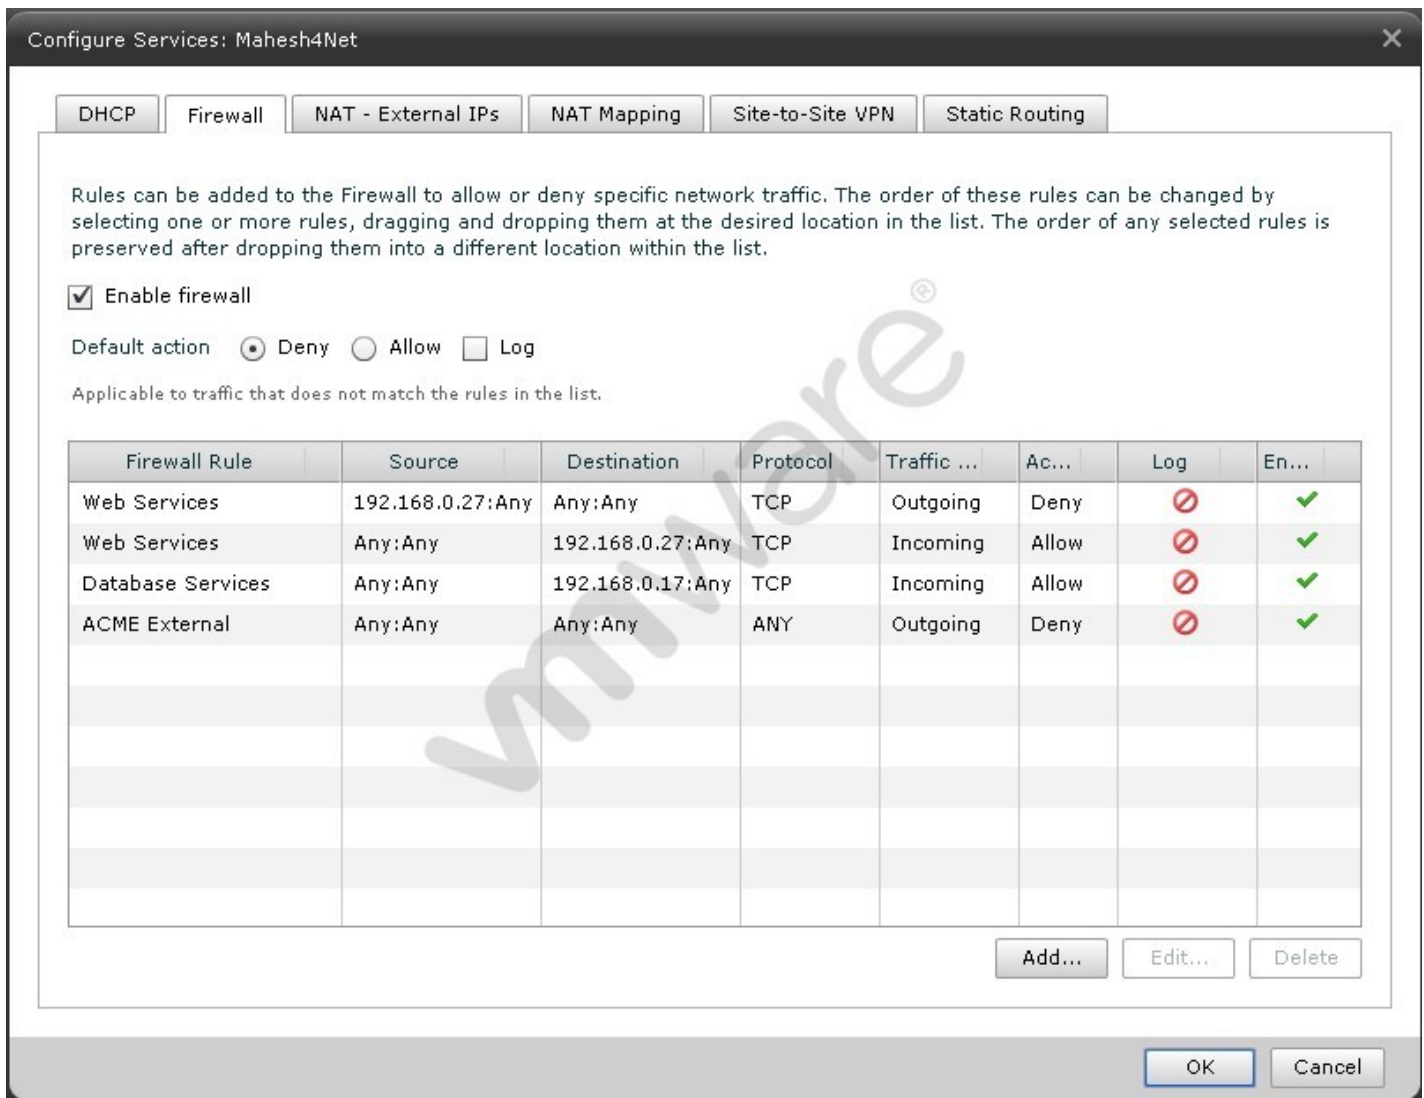 Configure Services: Mahesh4Net
DHCP Firewall NAT - External IPs NAT Mapping Site-to-Site VPN Static Routing
Rules can be added to the Firewall to allow or deny specific network traffic. The order of these rules can be changed by
selecting one or more rules, dragging and dropping them at the desired location in the list. The order of any selected rules is
preserved after dropping them into a different location within the list.
Enable firewall
Default action Deny Allow Log
Applicable to traffic that does not match the rules in the list.
Firewall Rule Source Destination Protocol Traffic ... Ac... Log En...
Web Services 192.168.0.27:Any Any:Any TCP Outgoing Deny
Web Services Any:Any 192.168.0.27:Any TCP Incoming Allow
Database Services Any:Any 192.168.0.17:Any TCP Incoming Allow
ACME External Any:Any Any:Any ANY Outgoing Deny
vmware®
Add... Edit... Delete
OK Cancel